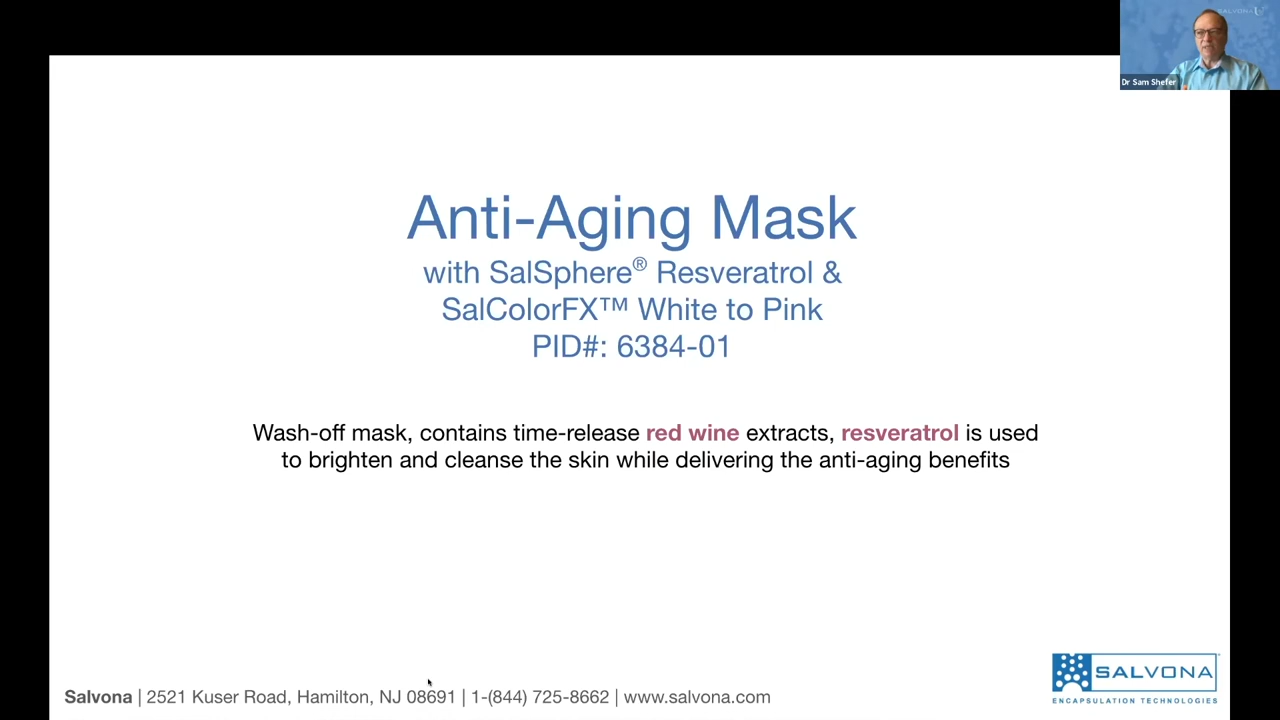 SALVONA U
Dr Sam Shefer
Anti-Aging Mask
with SalSphere® Resveratrol &
SalColorFX™ White to Pink
PID#: 6384-01
Wash-off mask, contains time-release red wine extracts, resveratrol is used
to brighten and cleanse the skin while delivering the anti-aging benefits
Salvona | 2521 Kuser Road, Hamilton, NJ 08691 | 1-(844) 725-8662 | www.salvona.com
SALVONA
ENCAPSULATION TECHNOLOGIES